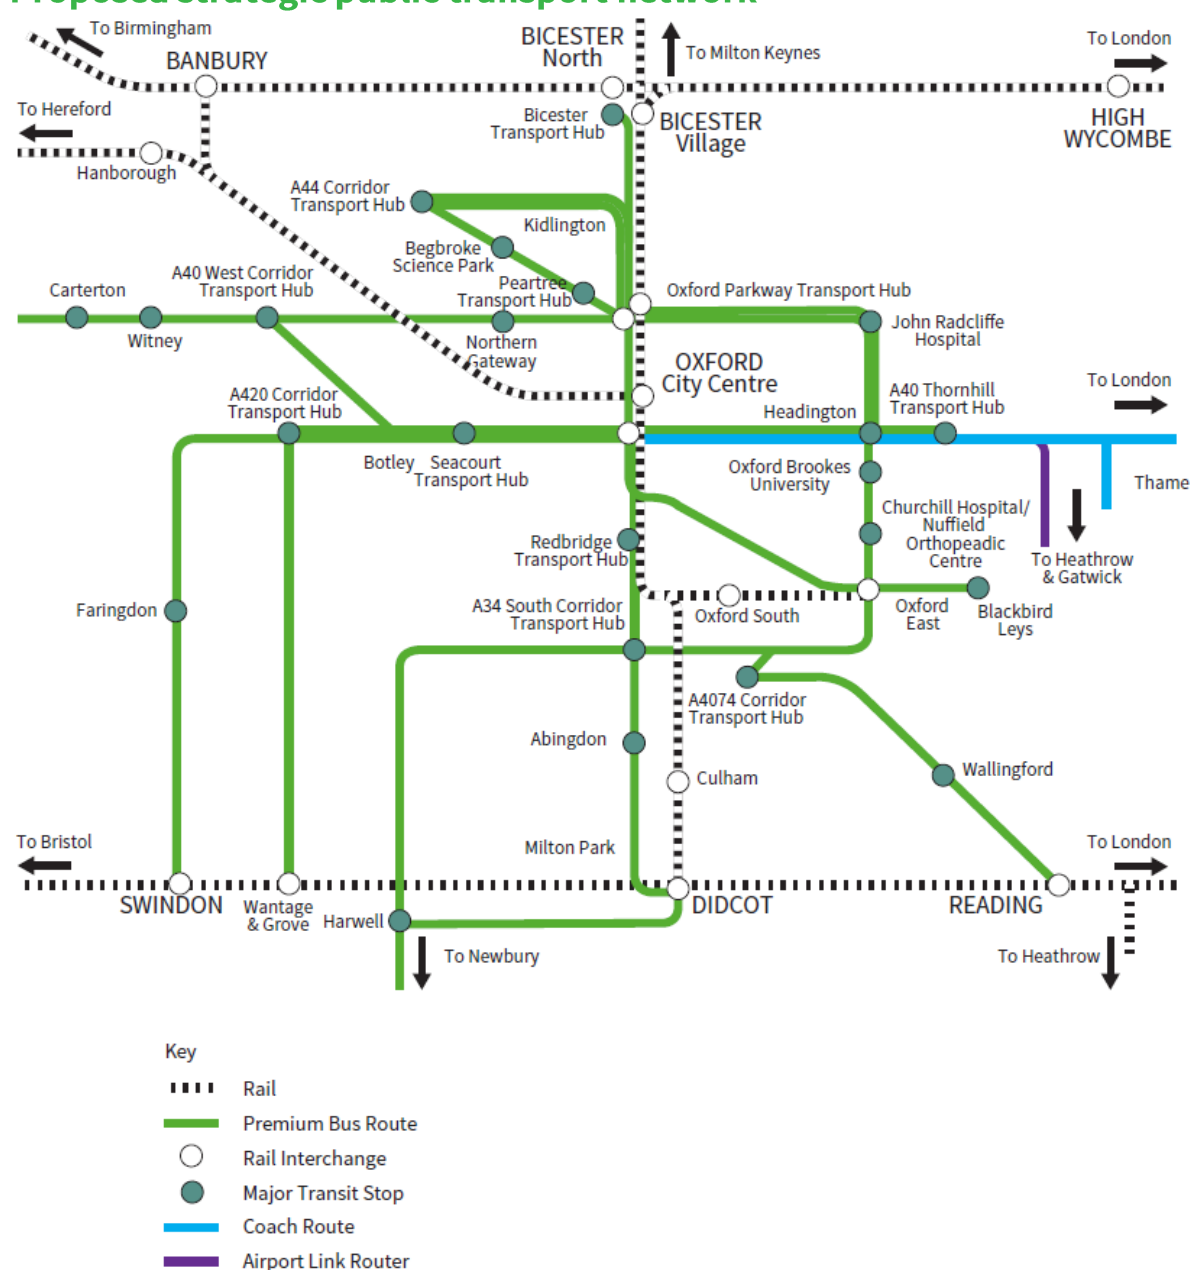 Proposed strategic public transport network
To Birmingham
BANBURY
BICESTER
North
To Milton Keynes
To London
To Hereford
Bicester
Transport Hub
BICESTER
Village
HIGH
WYCOMBE
Hanborough
A44 Corridor
Transport Hub
Kidlington
Begbroke
Science Park
A40 West Corridor
Transport Hub
Peartree
Transport Hub
Oxford Parkway Transport Hub
Carterton
Witney
Northern
Gateway
John Radcliffe
Hospital
OXFORD
City Centre
A420 Corridor
Transport Hub
Headington
A40 Thornhill
Transport Hub
To London
Botley
Seacourt
Transport Hub
Oxford Brookes
University
Thame
Churchill Hospital/
Nuffield
Orthopeadic
Centre
Redbridge
Transport Hub
To Heathrow
& Gatwick
Faringdon
A34 South Corridor
Transport Hub
Oxford South
Oxford
East
Blackbird
Leys
A4074 Corridor
Transport Hub
Abingdon
Culham
Wallingford
To Bristol
Milton Park
To London
SWINDON
Wantage
& Grove
Harwell
DIDCOT
READING
To Newbury
To Heathrow
Key
Rail
Premium Bus Route
Rail Interchange
Major Transit Stop
Coach Route
Airport Link Router